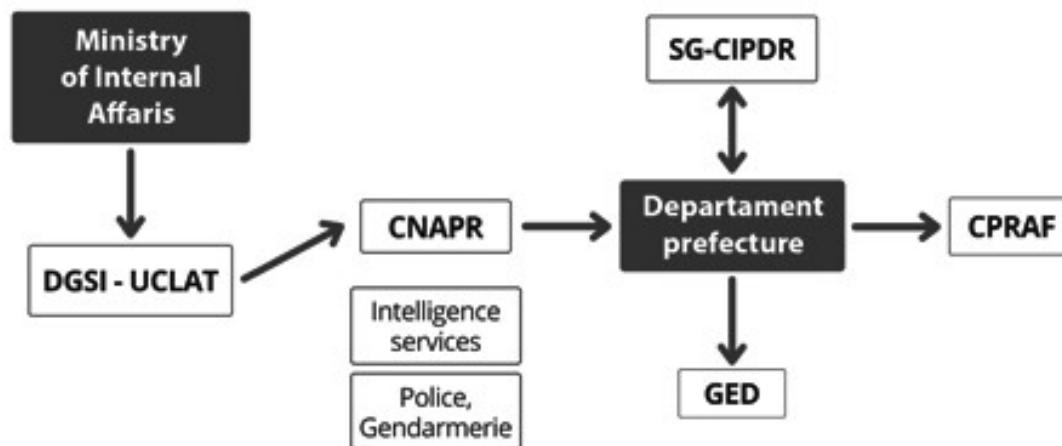 Ministry
of Internal
Affaris
SG-CIPDR
DGSI - UCLAT
CNAPR
Departament
prefecture
CPRAF
Intelligence
services
Police,
Gendarmerie
GED